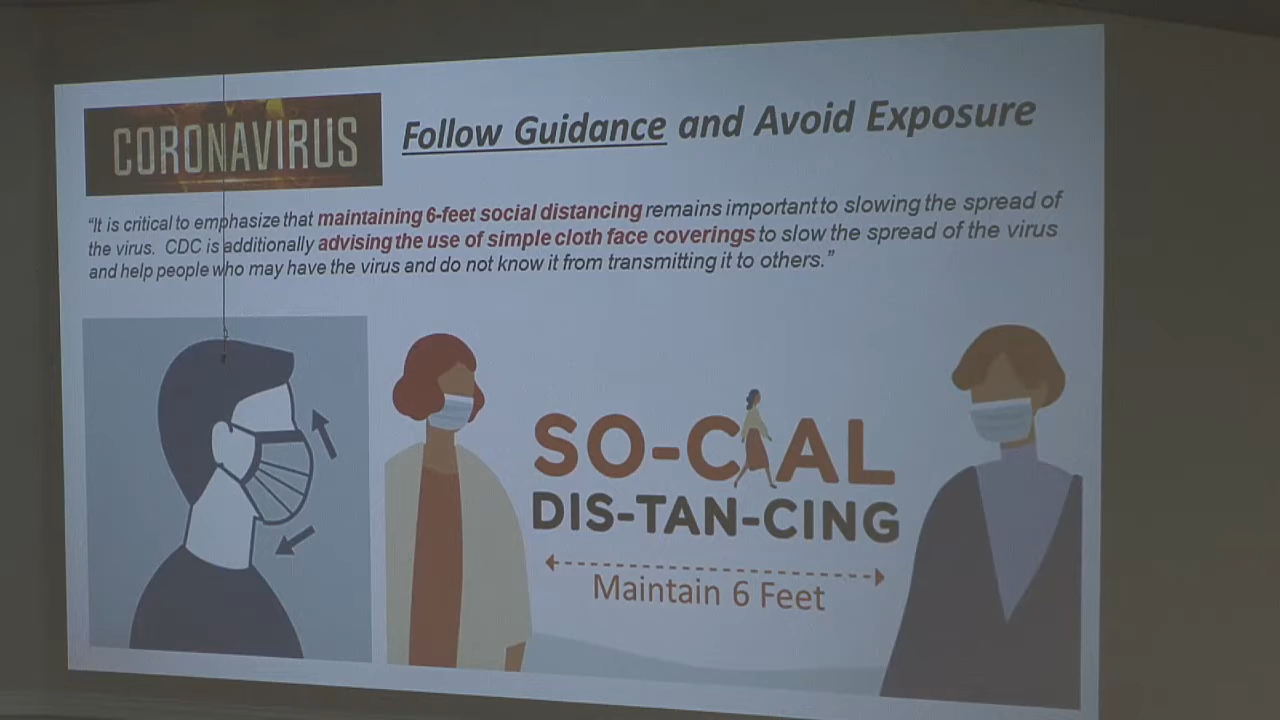 CORONAVIRUS
Follow Guidance and Avoid Exposure
“It is critical to emphasize that maintaining 6-feet social distancing remains important to slowing the spread of
the virus. CDC is additionally advising the use of simple cloth face coverings to slow the spread of the virus
and help people who may have the virus and do not know it from transmitting it to others.”
SO-CIAL
DIS-TAN-CING
Maintain 6 Feet